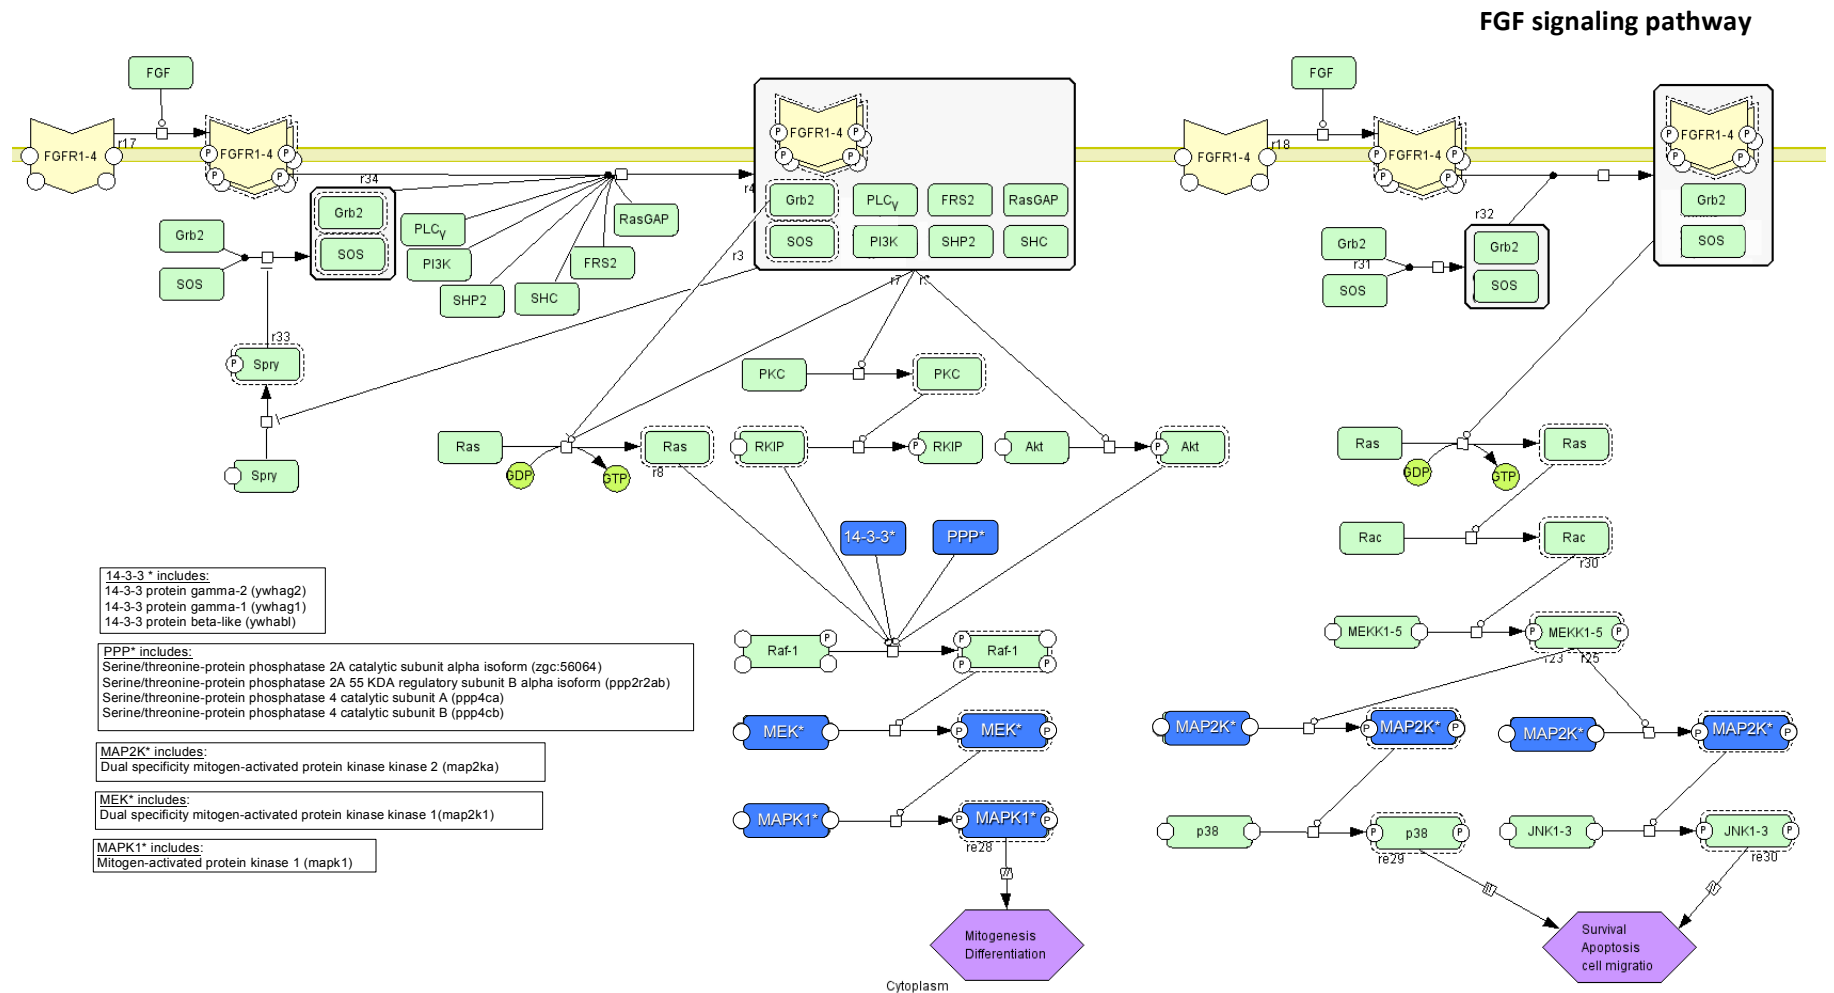 FGF signaling pathway
FGF
FGFR1-4
r17
P
FGFR1-4
P
P
P
r34
Grb2
SOS
Grb2
SOS
PLCγ
PI3K
SHP2
SHC
FRS2
RasGAP
r33
P
Spry
Spry
P
FGFR1-4
P
P
P
r4
Grb2
PLCγ
FRS2
RasGAP
SOS
PI3K
SHP2
SHC
r3
r7
PKC
PKC
Ras
GDP
GTP
Ras
r8
RKIP
P
RKIP
Akt
P
Akt
14-3-3*
PPP*
Raf-1
P
P
Raf-1
P
P
MEK*
P
MEK*
P
MAPK1*
P
MAPK1*
P
re28
Mitogenesis
Differentiation
Cytoplasm
FGF
FGFR1-4
r18
P
FGFR1-4
P
P
P
r32
Grb2
r31
SOS
Grb2
SOS
P
FGFR1-4
P
P
P
Grb2
SOS
Ras
GDP
GTP
Ras
Rac
Rac
r30
MEKK1-5
P
MEKK1-5
P
r23
r25
MAP2K*
P
MAP2K*
P
MAP2K*
P
MAP2K*
P
p38
P
p38
P
re29
JNK1-3
P
JNK1-3
P
re30
Survival
Apoptosis
cell migratio
14-3-3 * includes:
14-3-3 protein gamma-2 (ywhag2)
14-3-3 protein gamma-1 (ywhag1)
14-3-3 protein beta-like (ywhabl)
PPP* includes:
Serine/threonine-protein phosphatase 2A catalytic subunit alpha isoform (zgc:56064)
Serine/threonine-protein phosphatase 2A 55 KDA regulatory subunit B alpha isoform (ppp2r2ab)
Serine/threonine-protein phosphatase 4 catalytic subunit A (ppp4ca)
Serine/threonine-protein phosphatase 4 catalytic subunit B (ppp4cb)
MAP2K* includes:
Dual specificity mitogen-activated protein kinase kinase 2 (map2ka)
MEK* includes:
Dual specificity mitogen-activated protein kinase kinase 1(map2k1)
MAPK1* includes:
Mitogen-activated protein kinase 1 (mapk1)